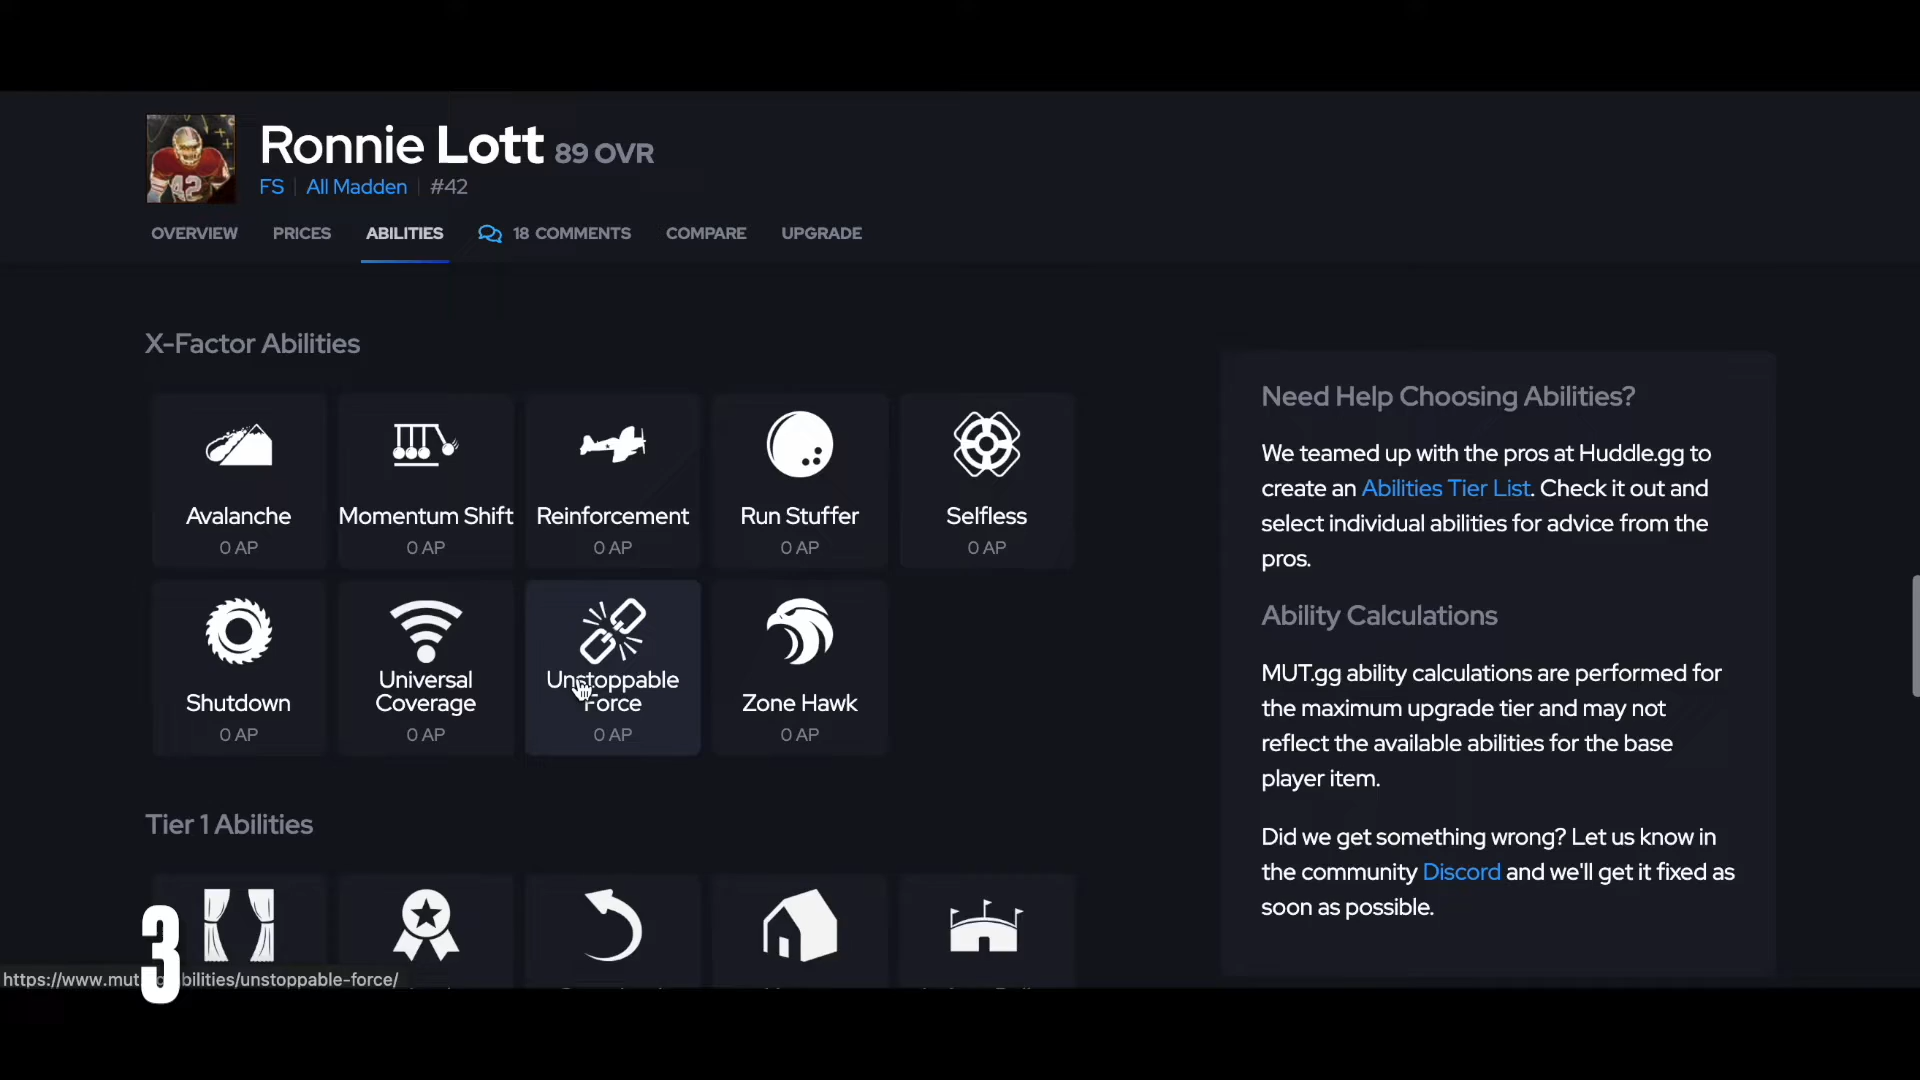 Ronnie Lott 89 OVR
FS All Madden #42
OVERVIEW PRICES ABILITIES 18 COMMENTS COMPARE UPGRADE
X-Factor Abilities
Avalanche
0 AP
Momentum Shift
0 AP
Reinforcement
0 AP
Run Stuffer
0 AP
Selfless
0 AP
Shutdown
0 AP
Universal
Coverage
0 AP
Unstoppable
Force
0 AP
Zone Hawk
0 AP
Tier 1 Abilities
Need Help Choosing Abilities?
We teamed up with the pros at Huddle.gg to
create an Abilities Tier List. Check it out and
select individual abilities for advice from the
pros.
Ability Calculations
MUT.gg ability calculations are performed for
the maximum upgrade tier and may not
reflect the available abilities for the base
player item.
Did we get something wrong? Let us know in
the community Discord and we'll get it fixed as
soon as possible.
3
https://www.mut bilities/unstoppable-force/